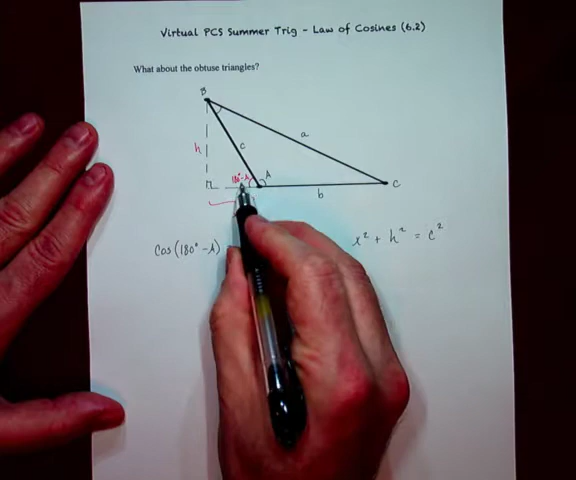 Virtual PCS Summer Trig - Law of Cosines (6.2)
What about the obtuse triangles?
B
a
h
c
180°-A
A
C
b
cos(180°-A)
x² + h² = c²